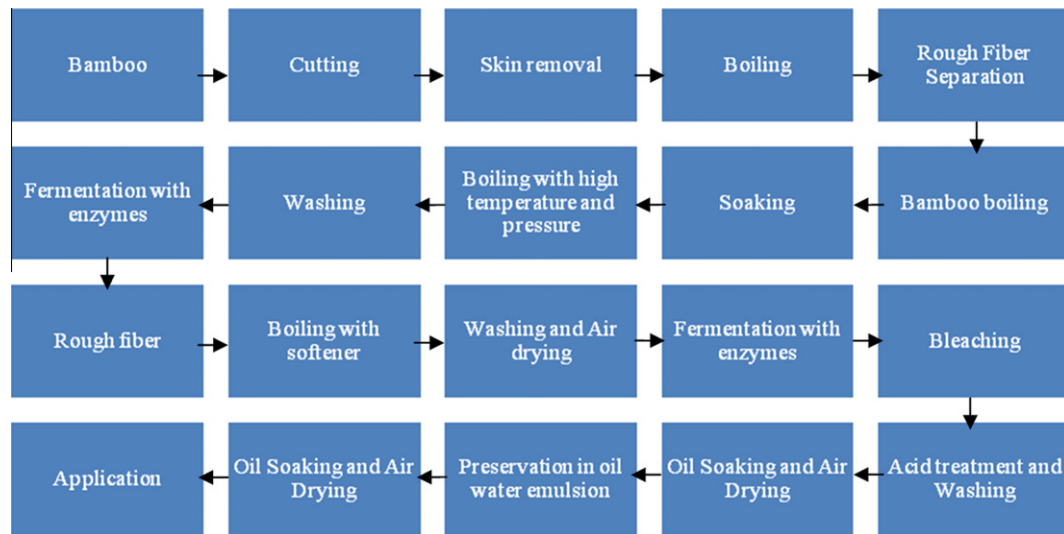 Bamboo
Cutting
Skin removal
Boiling
Rough Fiber
Separation
Bamboo boiling
Soaking
Boiling with high
temperature and
pressure
Washing
Fermentation with
enzymes
Rough fiber
Boiling with
softener
Washing and Air
drying
Fermentation with
enzymes
Bleaching
Acid treatment and
Washing
Oil Soaking and Air
Drying
Preservation in oil
water emulsion
Oil Soaking and Air
Drying
Application